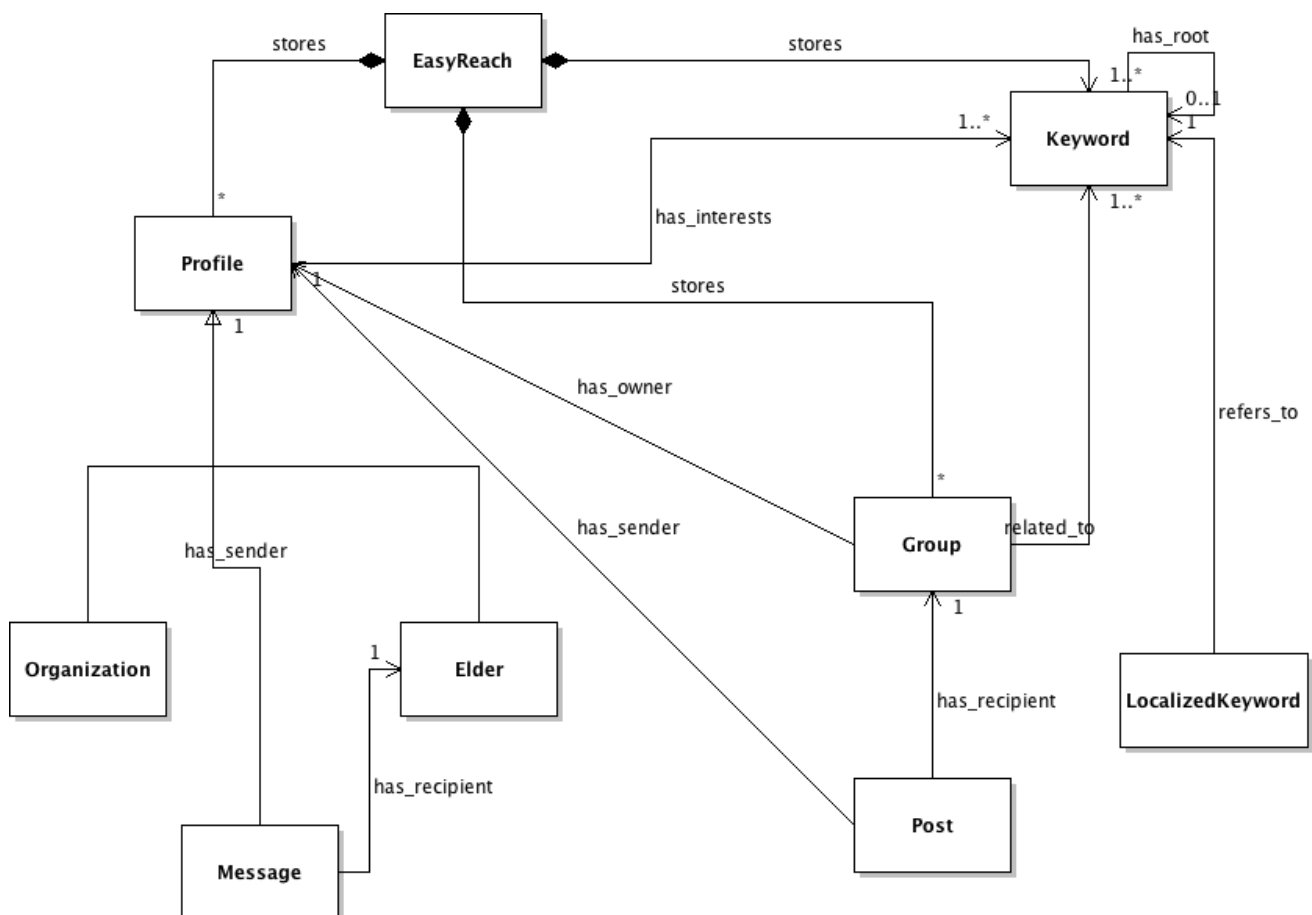 stores
EasyReach
stores
has_root
1..*
0..1
1..*
1
Keyword
*
has_interests
1..*
Profile
1
stores
1
has_owner
refers_to
*
has_sender
related_to
Group
has_sender
1
1
Organization
Elder
LocalizedKeyword
has_recipient
has_recipient
Post
Message